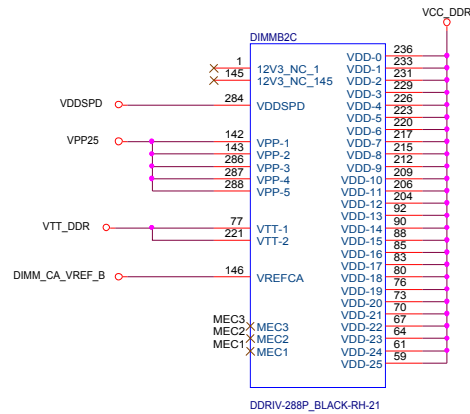 VCC_DDR
DIMMB2C
1 12V3_NC_1
145 12V3_NC_145
VDDSPD 284 VDDSPD
VPP25 142 VPP-1
143 VPP-2
286 VPP-3
287 VPP-4
288 VPP-5
VTT_DDR 77 VTT-1
221 VTT-2
DIMM_CA_VREF_B 146 VREFCA
MEC3 MEC3
MEC2 MEC2
MEC1 MEC1
VDD-0 236
VDD-1 233
VDD-2 231
VDD-3 229
VDD-4 226
VDD-5 223
VDD-6 220
VDD-7 217
VDD-8 215
VDD-9 212
VDD-10 209
VDD-11 206
VDD-12 204
VDD-13 92
VDD-14 90
VDD-15 88
VDD-16 85
VDD-17 83
VDD-18 80
VDD-19 76
VDD-20 73
VDD-21 70
VDD-22 67
VDD-23 64
VDD-24 61
VDD-25 59
DDRIV-288P_BLACK-RH-21